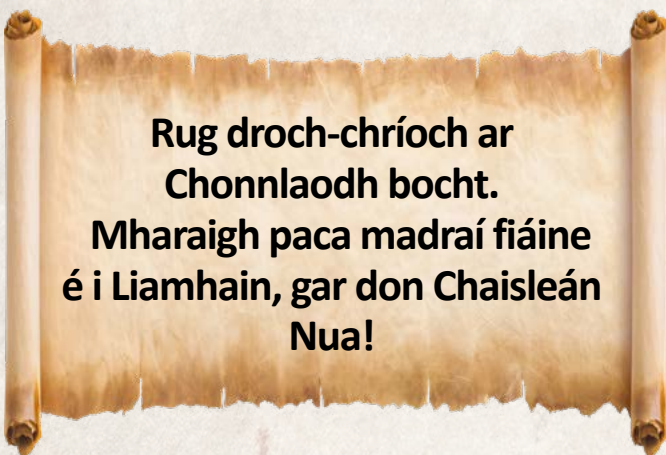 Rug droch-chríoch ar
Chonnlaodh bocht.
Mharaigh paca madraí fiáine
é i Liamhain, gar don Chaisleán
Nua!